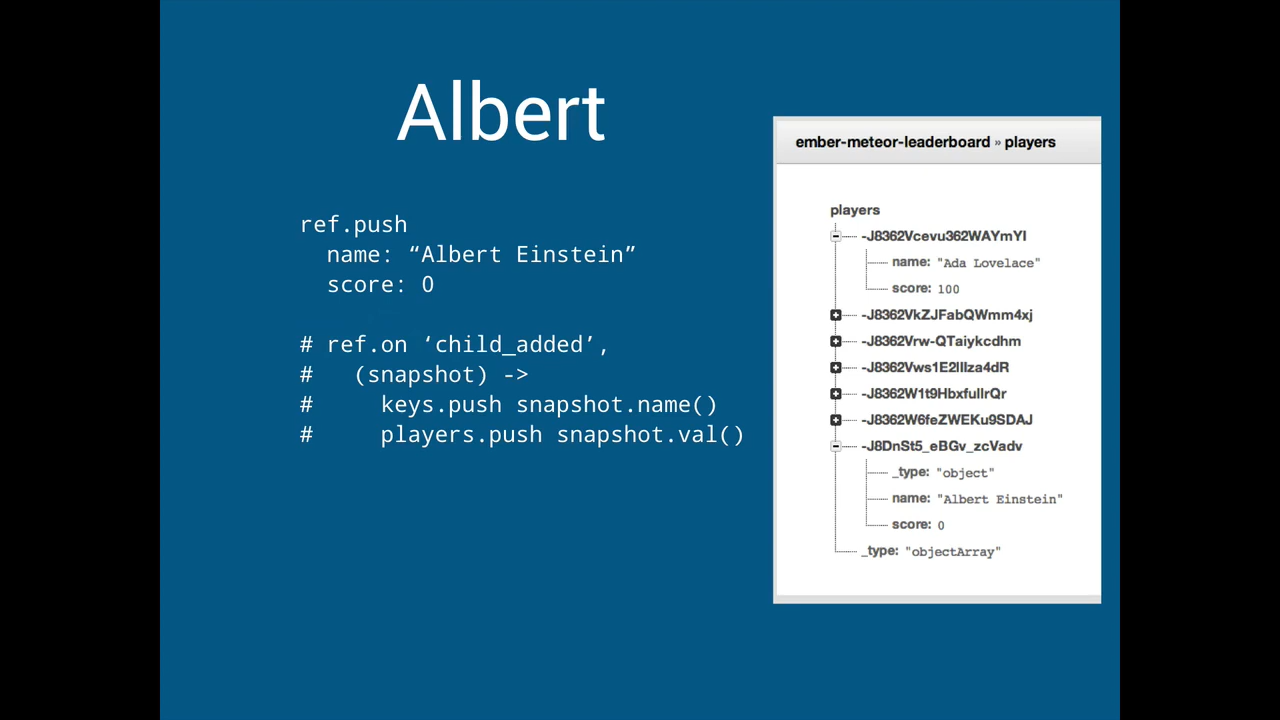 Albert
ref.push
name: “Albert Einstein”
score: 0
# ref.on ‘child_added’,
# (snapshot) ->
# keys.push snapshot.name()
# players.push snapshot.val()
ember-meteor-leaderboard » players
players
-J8362Vcevu362WAYmYI
name: "Ada Lovelace"
score: 100
-J8362VkZJFabQWmm4xj
-J8362Vrw-QTaiykcdhm
-J8362Vws1E2lIlza4dR
-J8362W1t9HbxfullrQr
-J8362W6feZWEKu9SDAJ
-J8DnSt5_eBGv_zcVadv
_type: "object"
name: "Albert Einstein"
score: 0
_type: "objectArray"